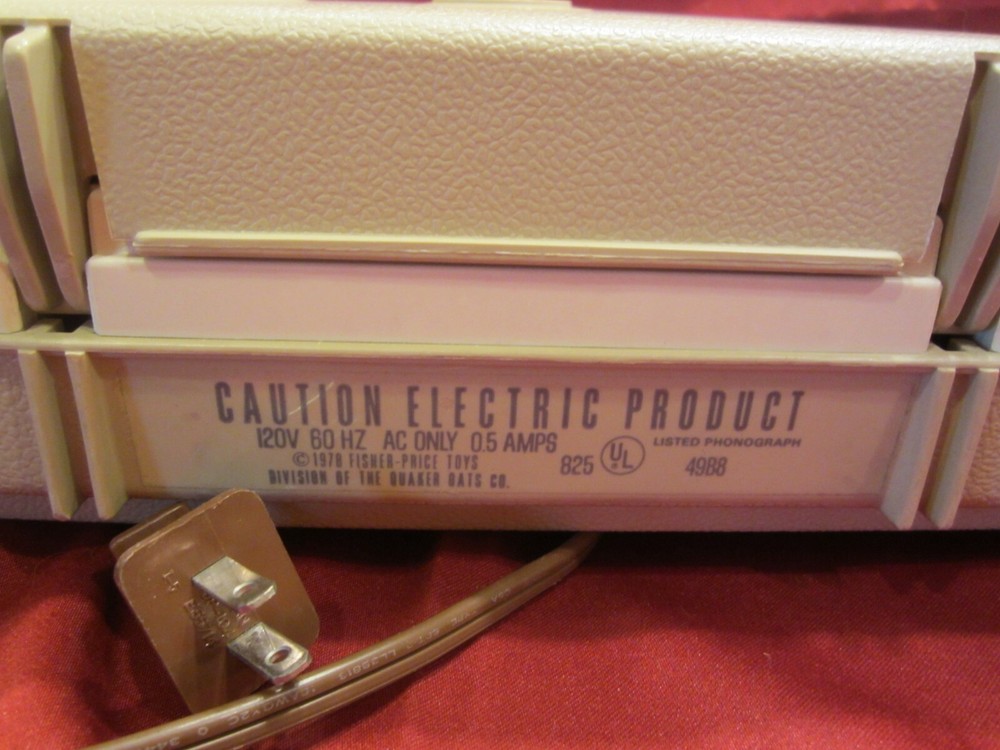 CAUTION ELECTRIC PRODUCT
120V 60 HZ AC ONLY 0.5 AMPS
©1978 FISHER-PRICE TOYS
DIVISION OF THE QUAKER OATS CO.
825
UL
®
LISTED PHONOGRAPH
49B8